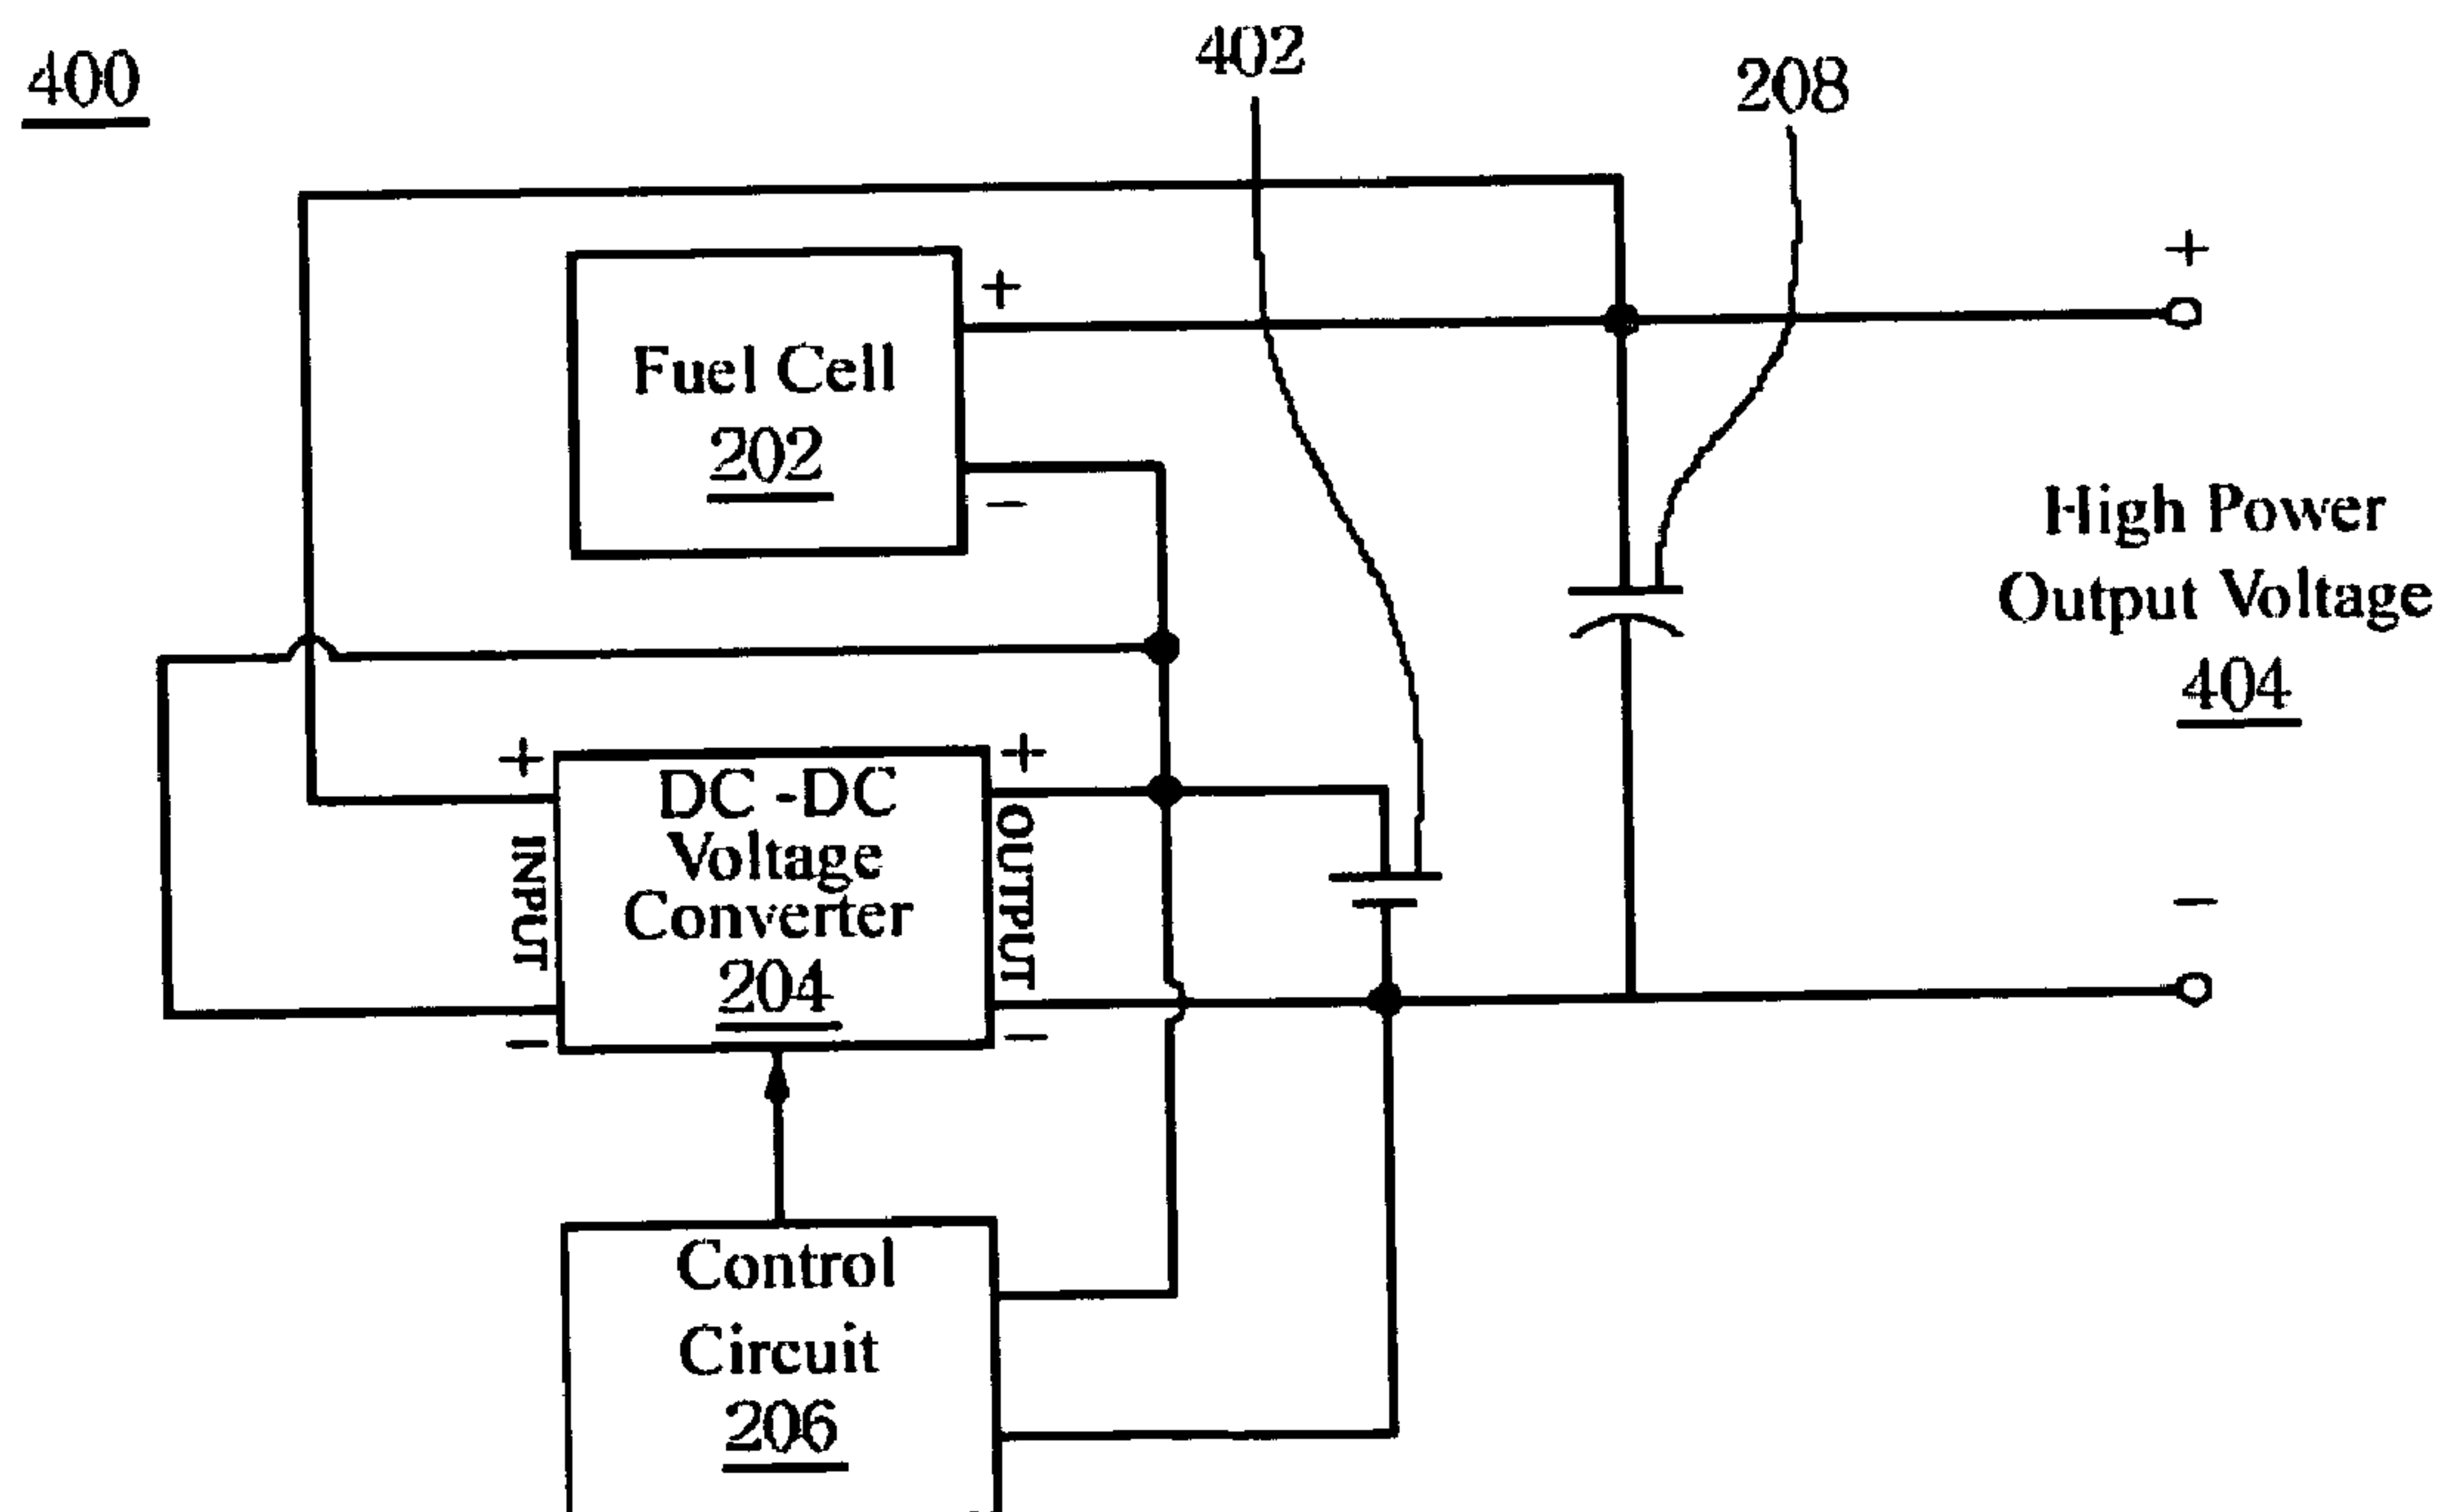 400
402
208
+
+
Fuel Cell
202
−
High Power
Output Voltage
404
+
+
DC -DC
Voltage
Converter
204
INPUT
OUTPUT
−
−
−
Control
Circuit
206